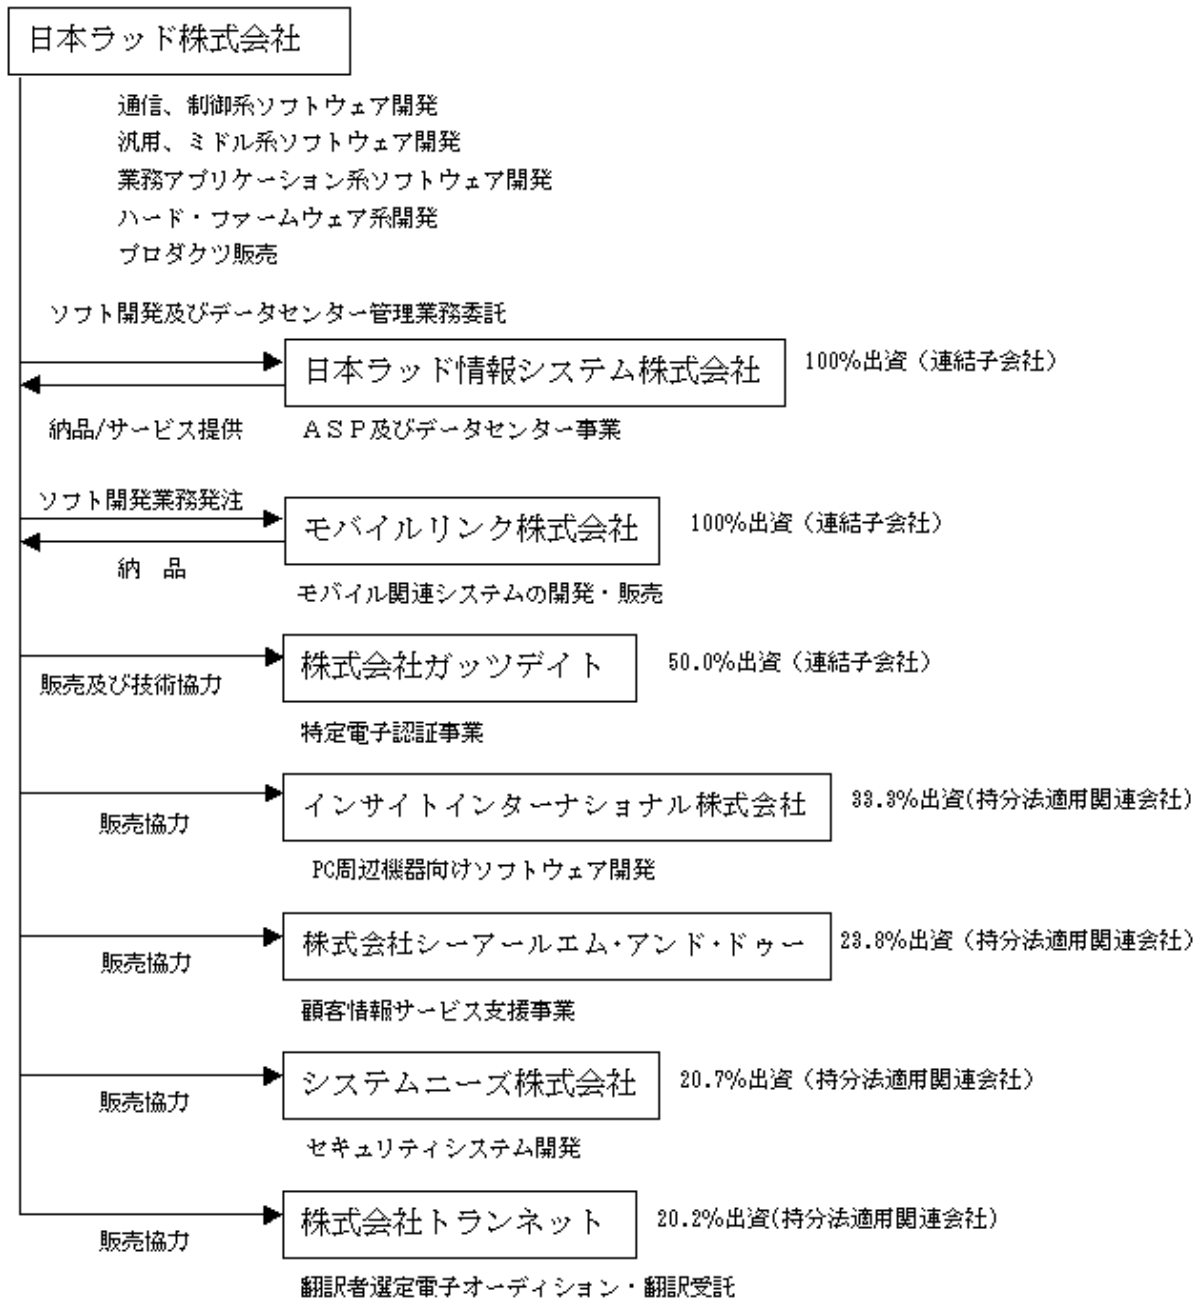 日本ラッド株式会社
通信、制御系ソフトウェア開発
汎用、ミドル系ソフトウェア開発
業務アプリケーション系ソフトウェア開発
ハード・ファームウェア系開発
プロダクツ販売
ソフト開発及びデータセンター管理業務委託
日本ラッド情報システム株式会社
100%出資（連結子会社）
納品/サービス提供
ＡＳＰ及びデータセンター事業
ソフト開発業務発注
モバイルリンク株式会社
100%出資（連結子会社）
納　品
モバイル関連システムの開発・販売
株式会社ガッツデイト
50.0%出資（連結子会社）
販売及び技術協力
特定電子認証事業
インサイトインターナショナル株式会社
33.3%出資(持分法適用関連会社)
販売協力
PC周辺機器向けソフトウェア開発
株式会社シーアールエム・アンド・ドゥー
23.8%出資（持分法適用関連会社）
販売協力
顧客情報サービス支援事業
システムニーズ株式会社
20.7%出資（持分法適用関連会社）
販売協力
セキュリティシステム開発
株式会社トランネット
20.2%出資(持分法適用関連会社)
販売協力
翻訳者選定電子オーディション・翻訳受託